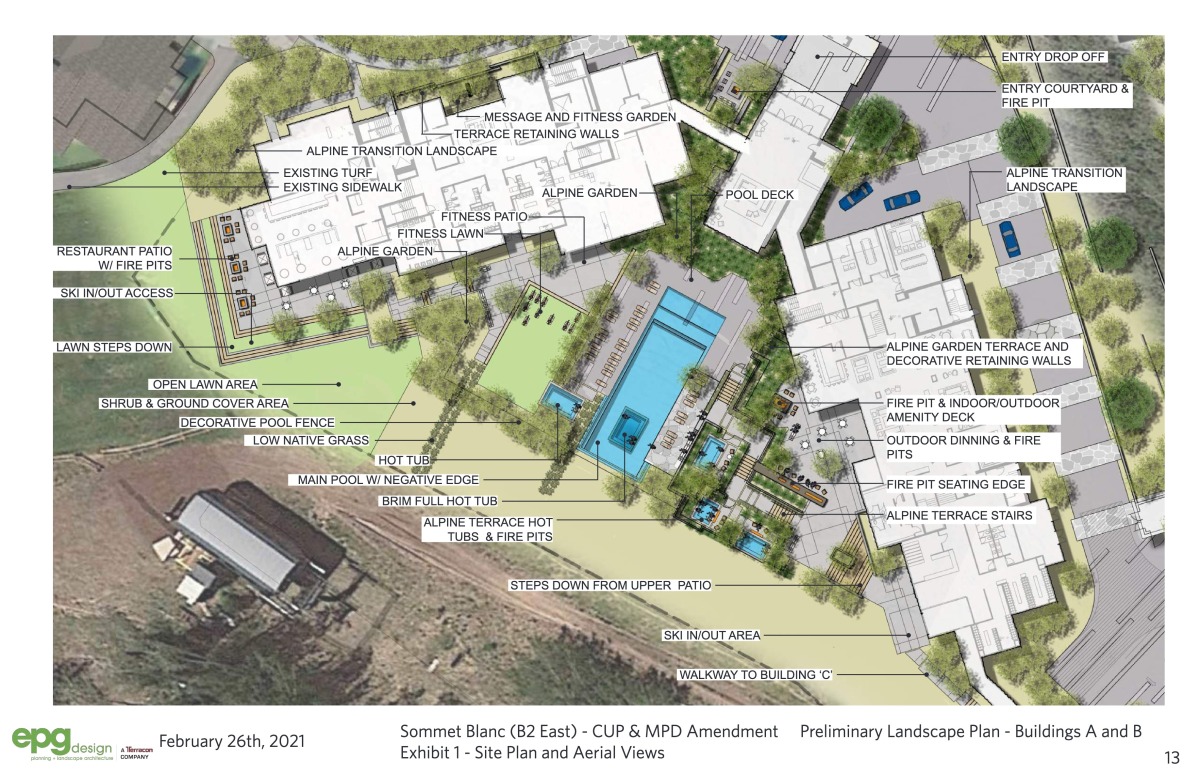 ENTRY DROP OFF
ENTRY COURTYARD &
FIRE PIT
MESSAGE AND FITNESS GARDEN
TERRACE RETAINING WALLS
ALPINE TRANSITION LANDSCAPE
EXISTING TURF
EXISTING SIDEWALK
ALPINE TRANSITION
LANDSCAPE
ALPINE GARDEN
POOL DECK
FITNESS PATIO
FITNESS LAWN
ALPINE GARDEN
RESTAURANT PATIO
W/ FIRE PITS
SKI IN/OUT ACCESS
LAWN STEPS DOWN
ALPINE GARDEN TERRACE AND
DECORATIVE RETAINING WALLS
OPEN LAWN AREA
SHRUB & GROUND COVER AREA
FIRE PIT & INDOOR/OUTDOOR
AMENITY DECK
DECORATIVE POOL FENCE
LOW NATIVE GRASS
OUTDOOR DINNING & FIRE
PITS
HOT TUB
MAIN POOL W/ NEGATIVE EDGE
FIRE PIT SEATING EDGE
BRIM FULL HOT TUB
ALPINE TERRACE STAIRS
ALPINE TERRACE HOT
TUBS & FIRE PITS
STEPS DOWN FROM UPPER PATIO
SKI IN/OUT AREA
WALKWAY TO BUILDING 'C'
epg design
planning + landscape architecture
A Terracon
COMPANY
February 26th, 2021
Sommet Blanc (B2 East) - CUP & MPD Amendment
Exhibit 1 - Site Plan and Aerial Views
Preliminary Landscape Plan - Buildings A and B
13